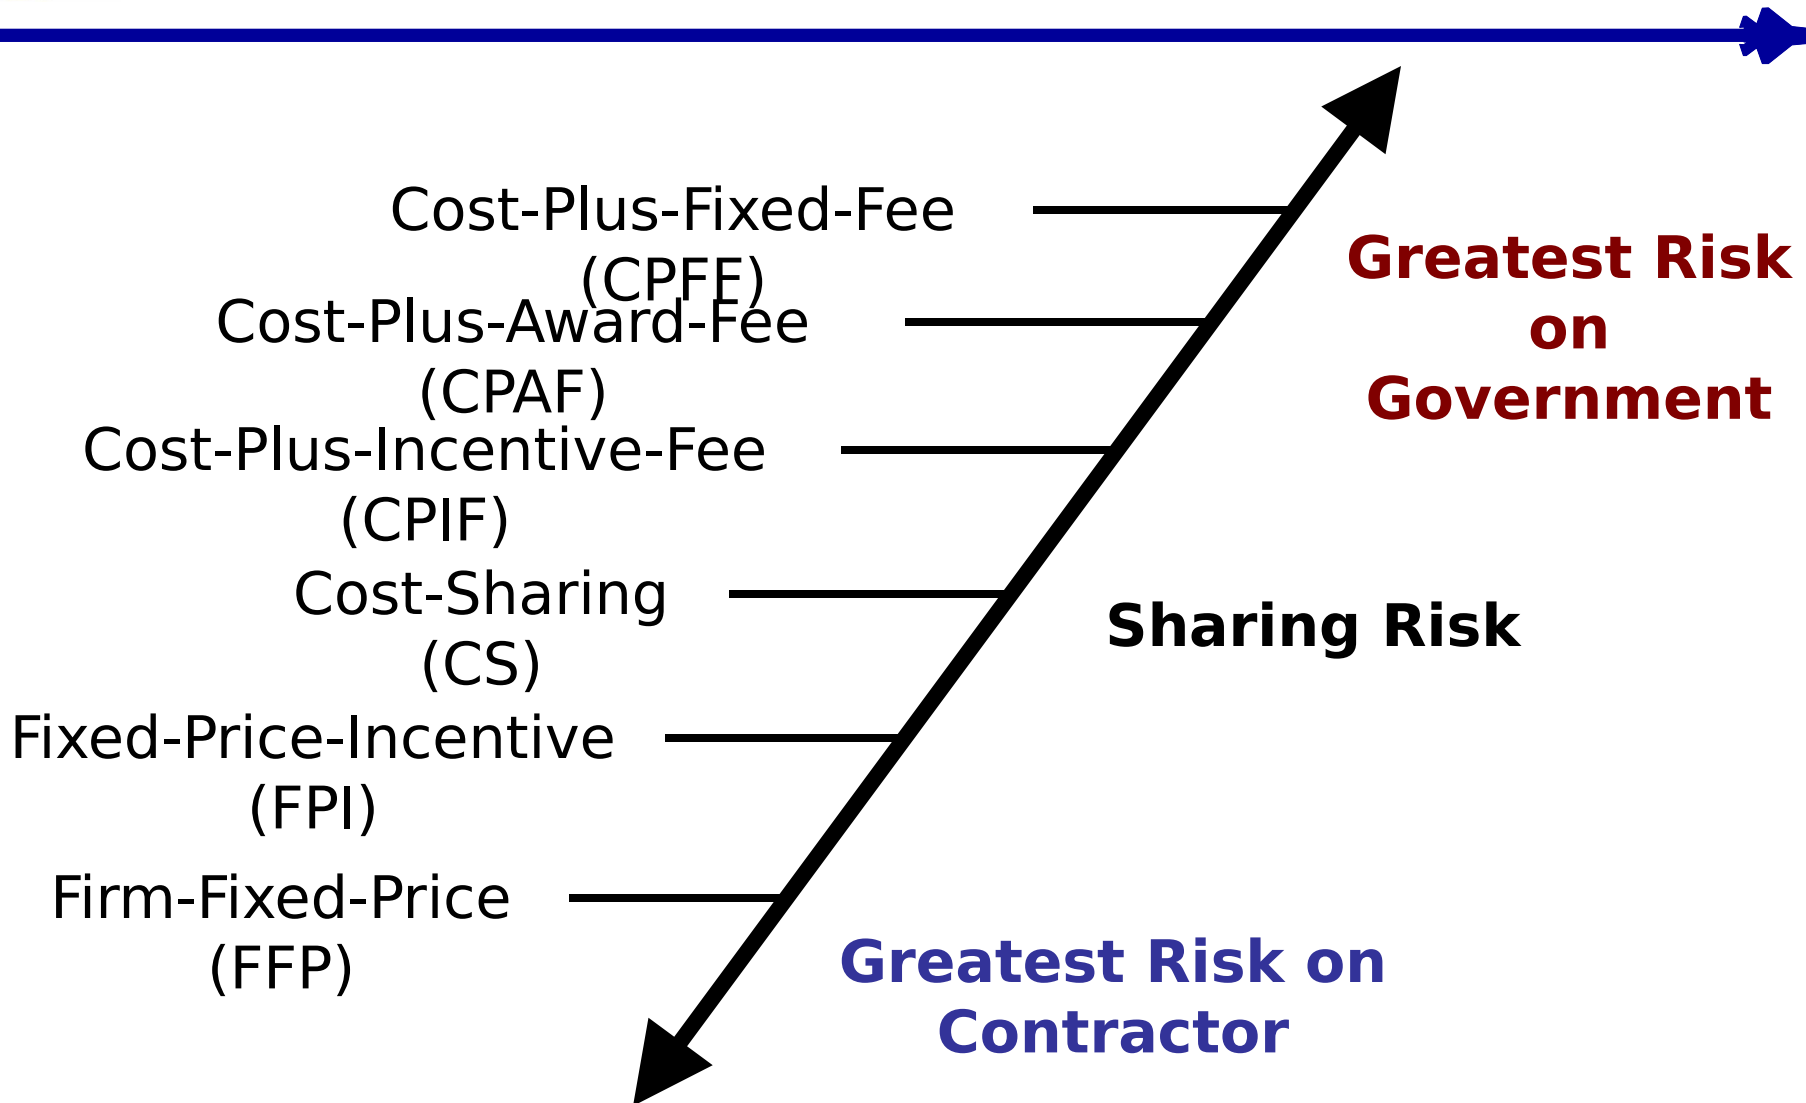 Cost-Plus-Fixed-Fee
(CPFF)
Cost-Plus-Award-Fee
(CPAF)
Cost-Plus-Incentive-Fee
(CPIF)
Cost-Sharing
(CS)
Fixed-Price-Incentive
(FPI)
Firm-Fixed-Price
(FFP)
Greatest Risk
on
Government
Sharing Risk
Greatest Risk on
Contractor